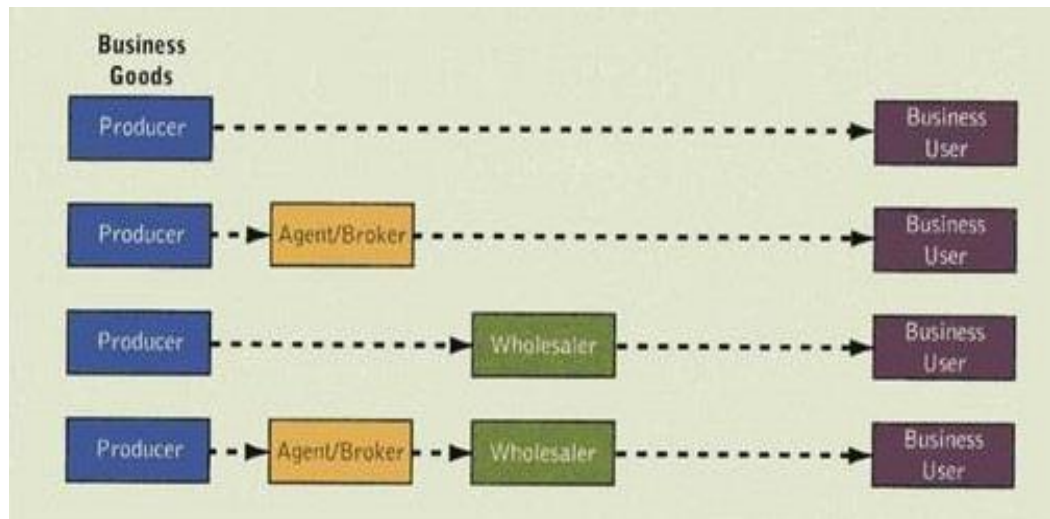 Business
Goods
Producer
Business
User
Producer
Agent/Broker
Business
User
Producer
Wholesaler
Business
User
Producer
Agent/Broker
Wholesaler
Business
User